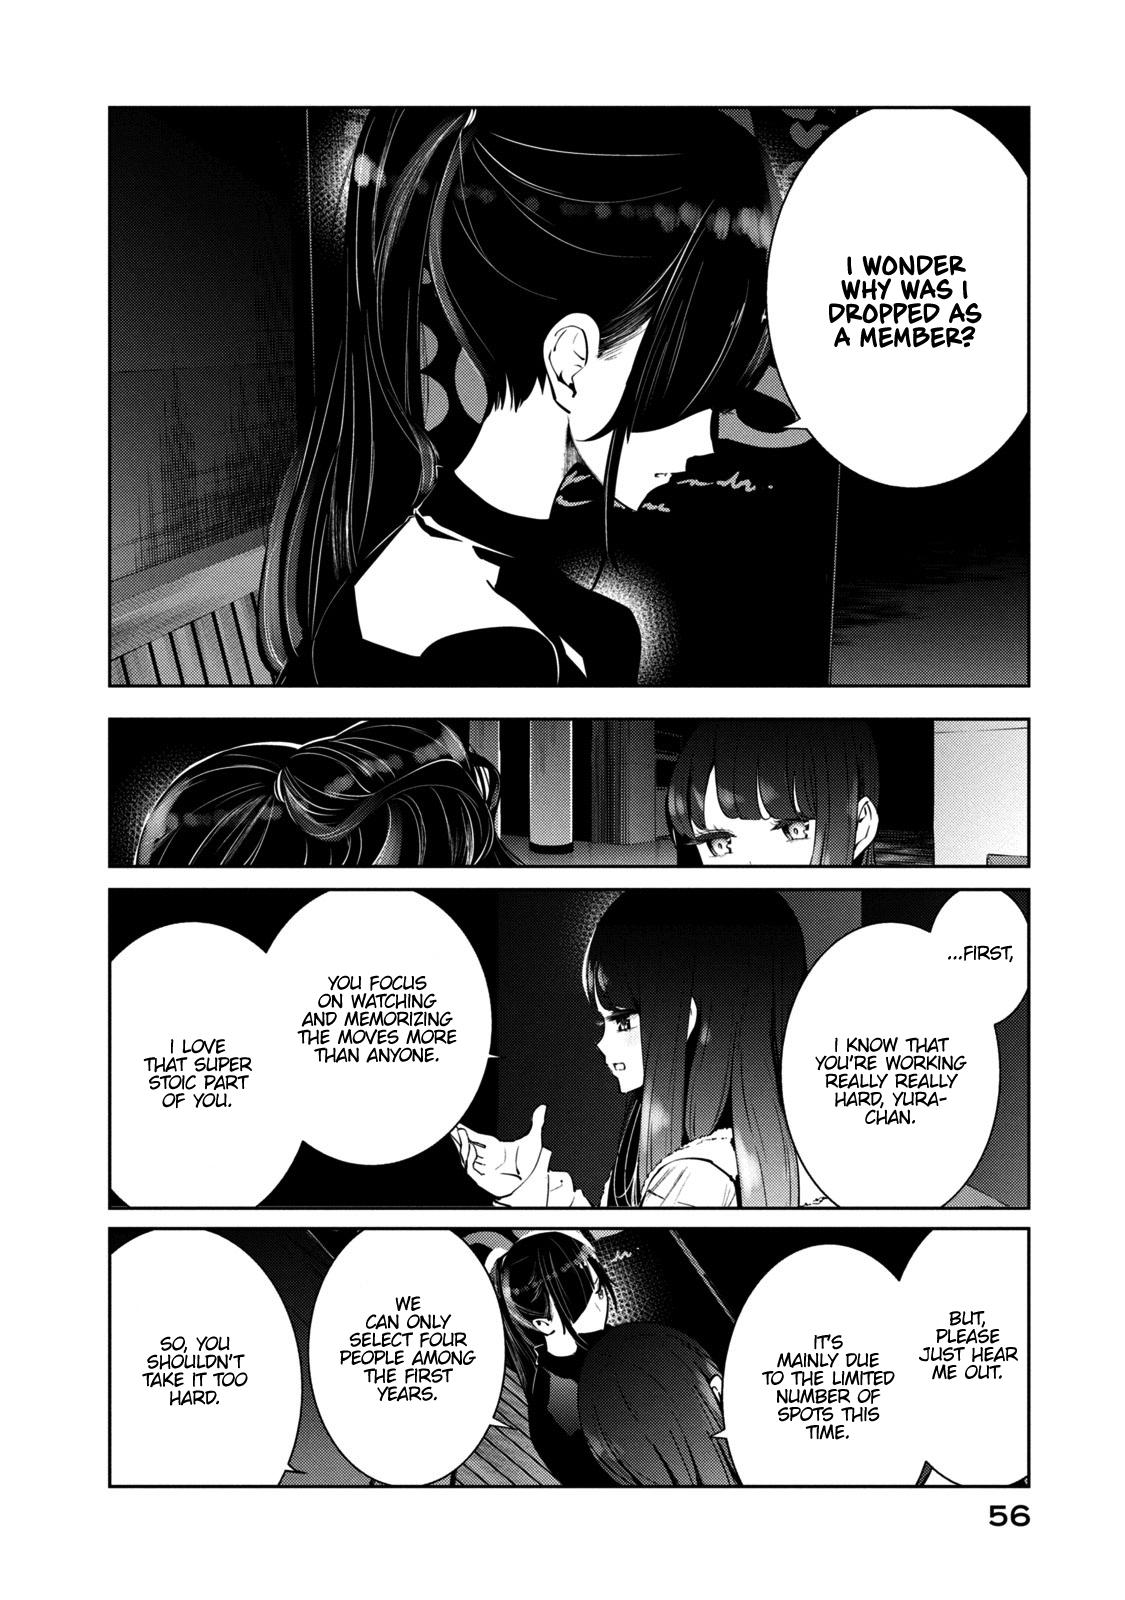 I WONDER
WHY WAS I
DROPPED AS
A MEMBER?
...FIRST,
I KNOW THAT
YOU'RE WORKING
REALLY REALLY
HARD, YURA-
CHAN.
YOU FOCUS
ON WATCHING
AND MEMORIZING
THE MOVES MORE
THAN ANYONE.
I LOVE
THAT SUPER
STOIC PART
OF YOU.
BUT,
PLEASE
JUST HEAR
ME OUT.
IT'S
MAINLY DUE
TO THE LIMITED
NUMBER OF
SPOTS THIS
TIME.
WE
CAN ONLY
SELECT FOUR
PEOPLE AMONG
THE FIRST
YEARS.
SO, YOU
SHOULDN'T
TAKE IT TOO
HARD.
56